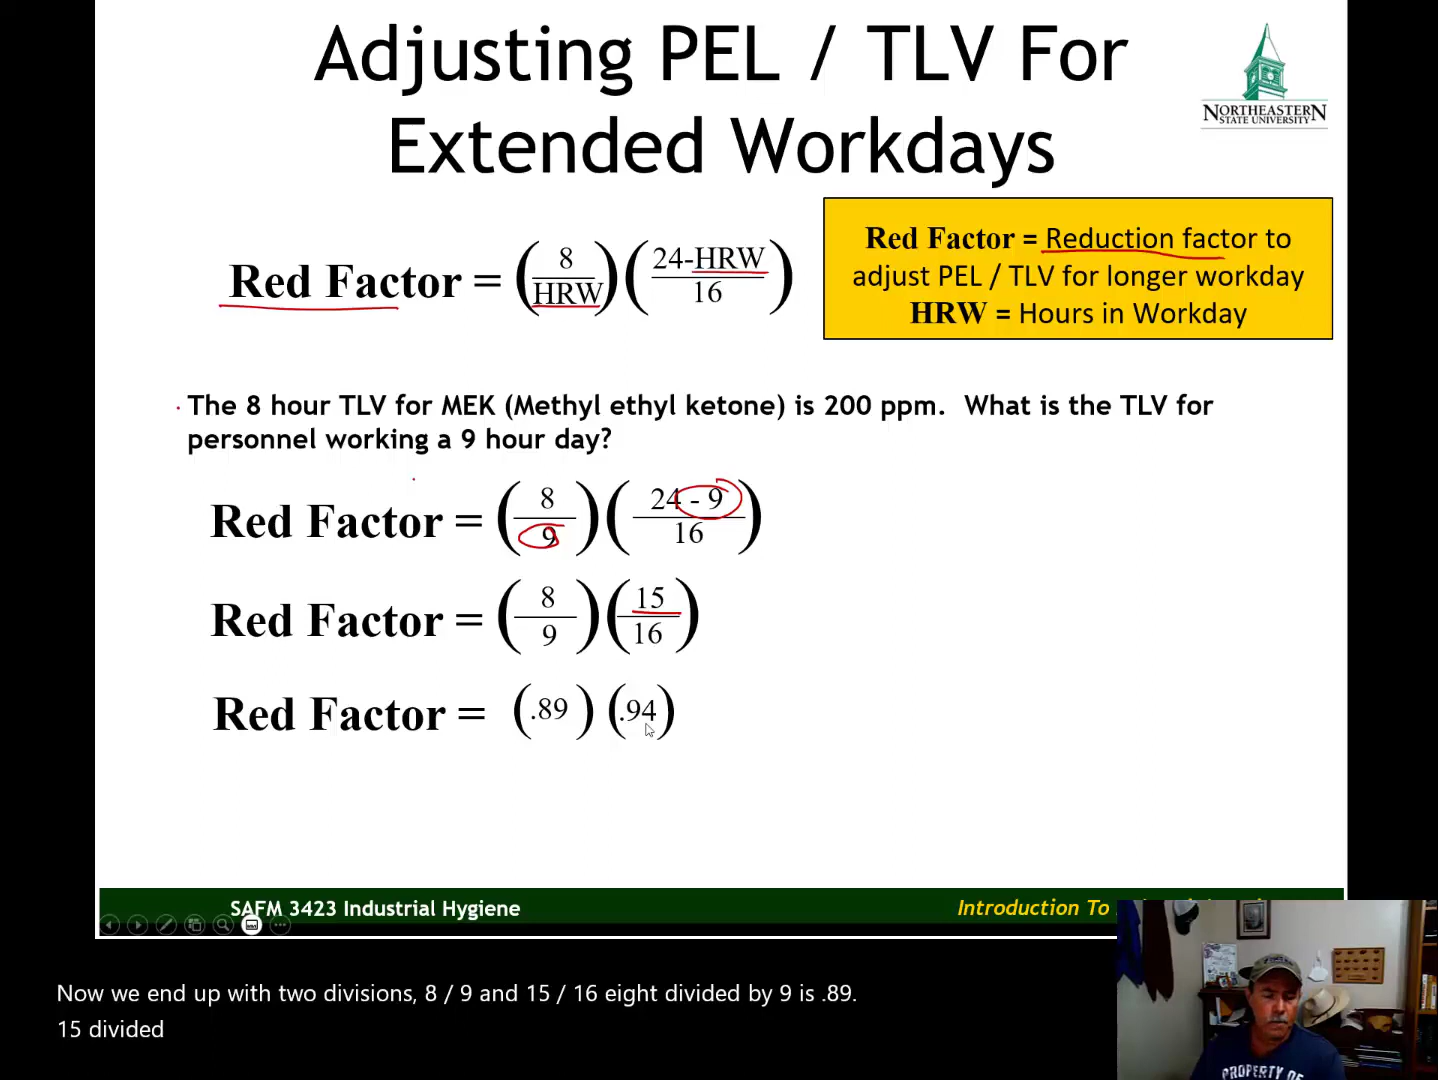 Adjusting PEL / TLV For
Extended Workdays
NORTHEASTERN
STATE UNIVERSITY
Red Factor = (8/HRW)(24-HRW/16)
Red Factor = Reduction factor to
adjust PEL / TLV for longer workday
HRW = Hours in Workday
The 8 hour TLV for MEK (Methyl ethyl ketone) is 200 ppm. What is the TLV for
personnel working a 9 hour day?
Red Factor = (8/9)(24 - 9/16)
Red Factor = (8/9)(15/16)
Red Factor = (.89) (.94)
SAFM 3423 Industrial Hygiene
Introduction To
Now we end up with two divisions, 8 / 9 and 15 / 16 eight divided by 9 is .89.
15 divided
PROPERTY OF